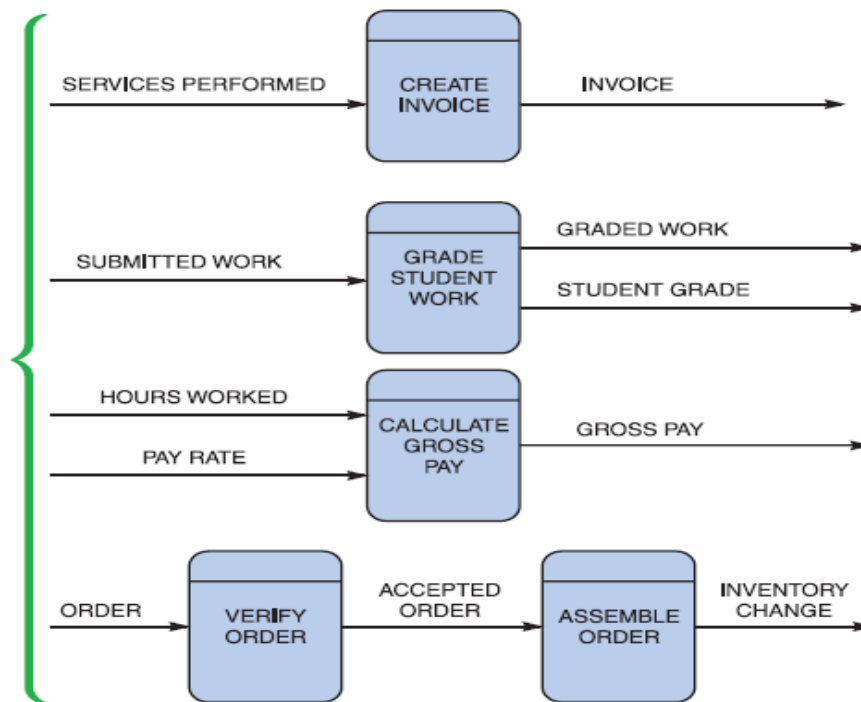 SERVICES PERFORMED
CREATE
INVOICE
INVOICE
SUBMITTED WORK
GRADE
STUDENT
WORK
GRADED WORK
STUDENT GRADE
HOURS WORKED
PAY RATE
CALCULATE
GROSS
PAY
GROSS PAY
ORDER
VERIFY
ORDER
ACCEPTED
ORDER
ASSEMBLE
ORDER
INVENTORY
CHANGE